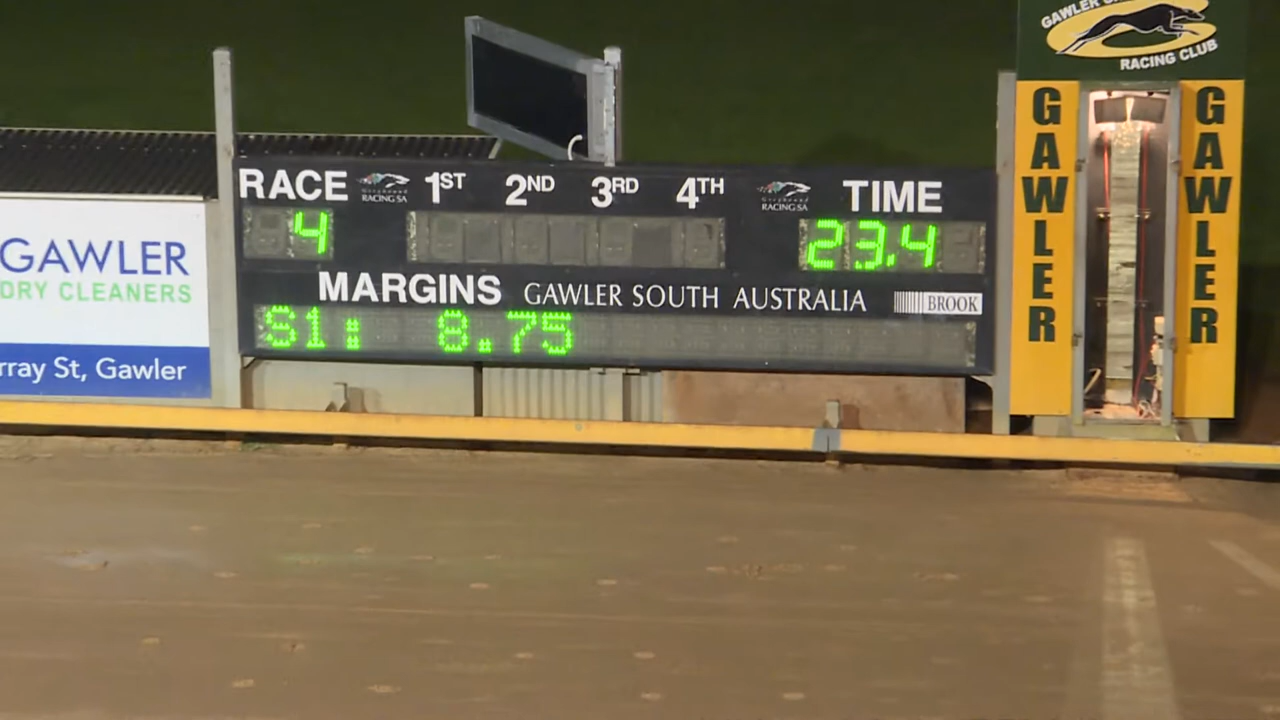 GAWLER
RACING CLUB
RACE
RACING SA
1ST
2ND
3RD
4TH
RACING SA
TIME
4
23.4
MARGINS
GAWLER SOUTH AUSTRALIA
BROOK
S1: 8.75
GAWLER
DRY CLEANERS
rray St, Gawler
GAWLER
GAWLER